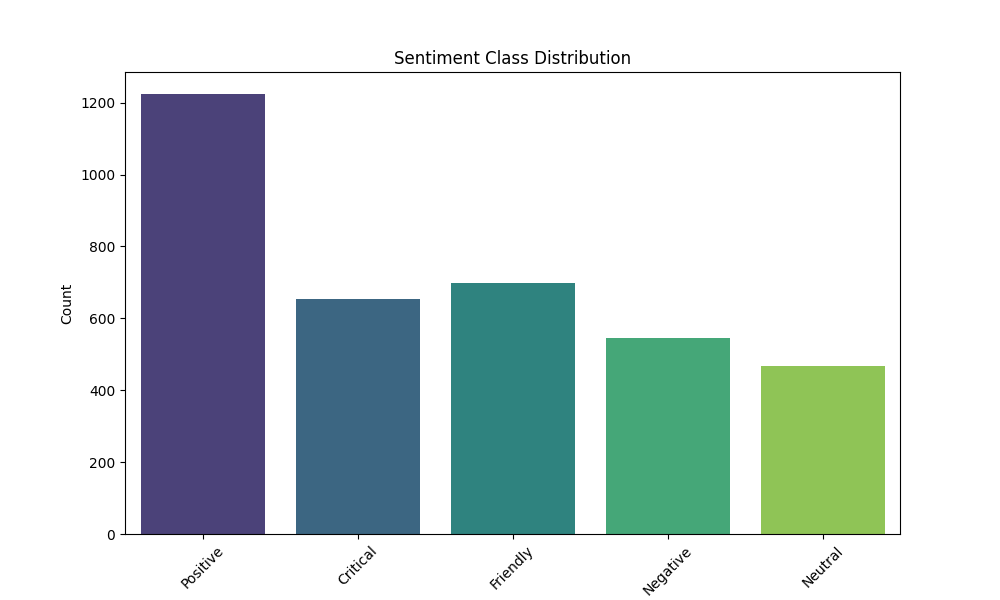 Sentiment Class Distribution
Count
1200
1000
800
600
400
200
0
Positive
Critical
Friendly
Negative
Neutral